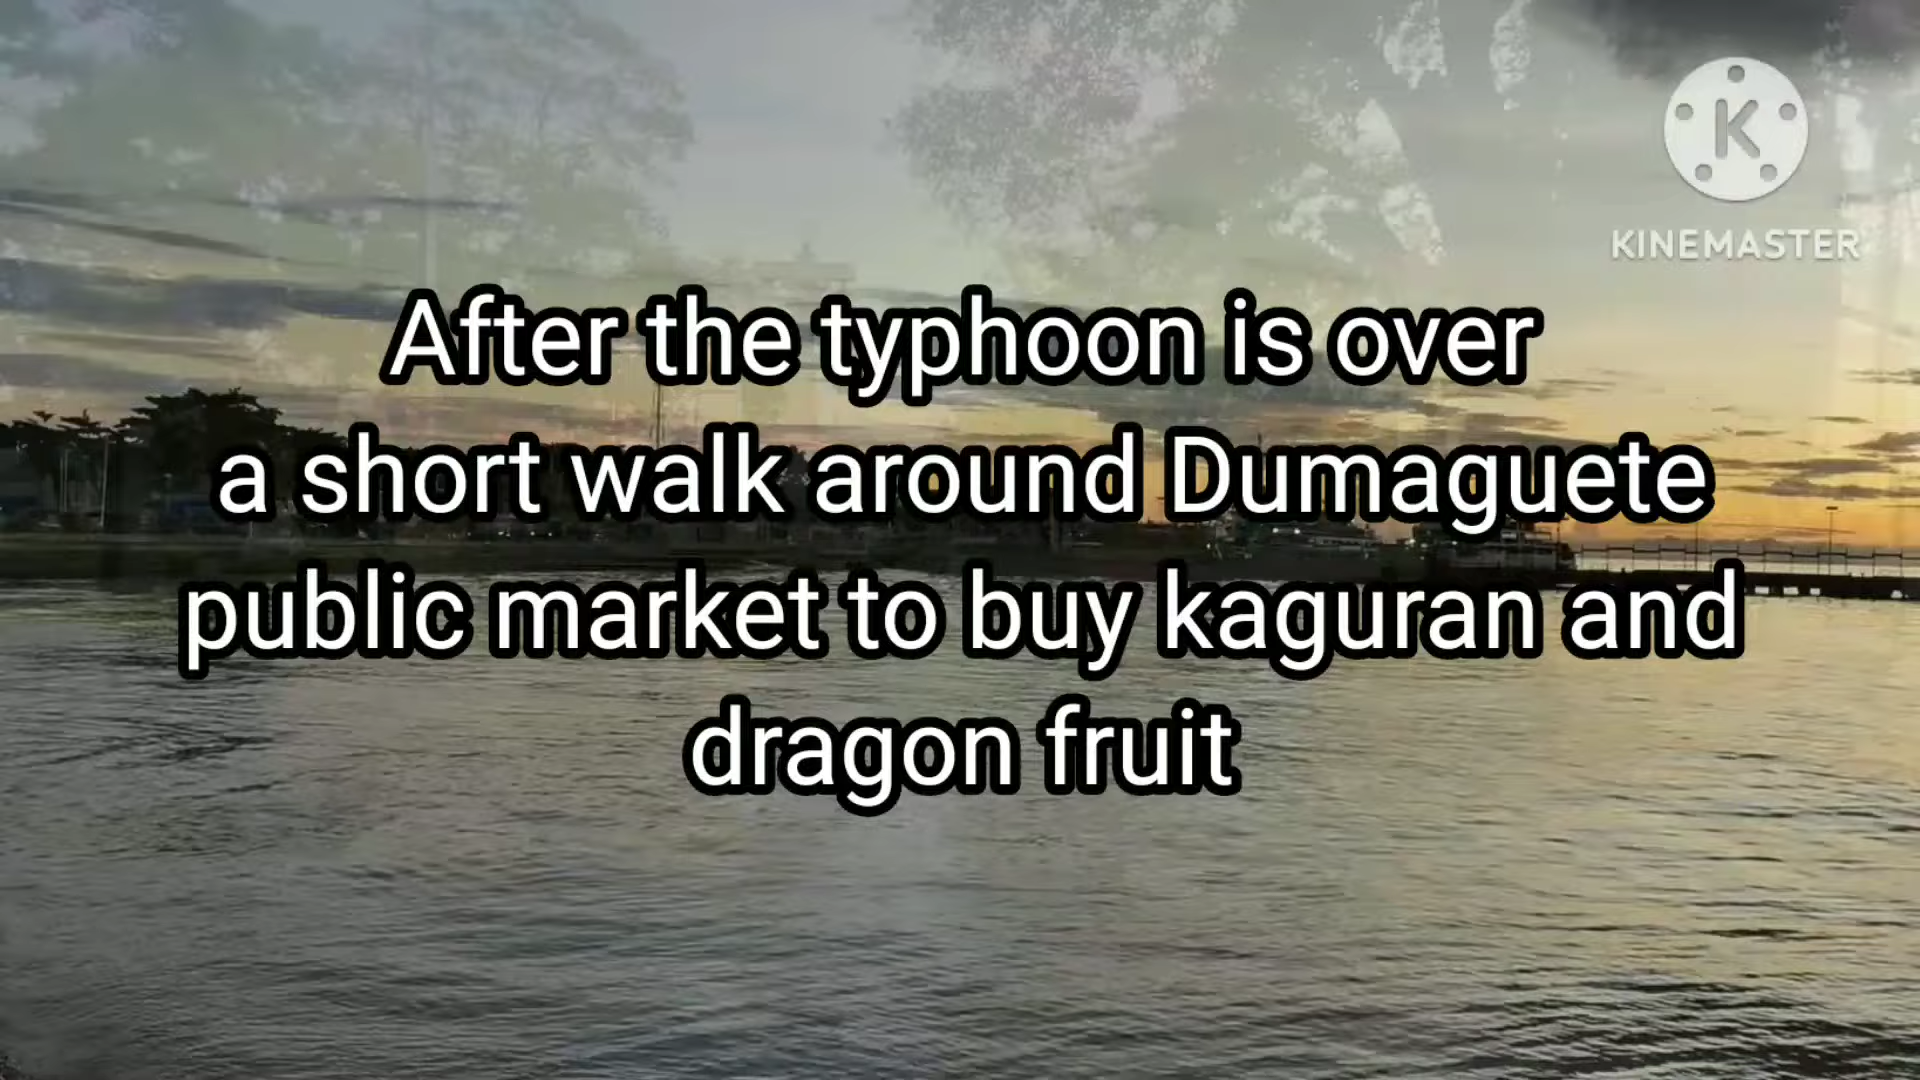 K
KINEMASTER
After the typhoon is over
a short walk around Dumaguete
public market to buy kaguran and
dragon fruit